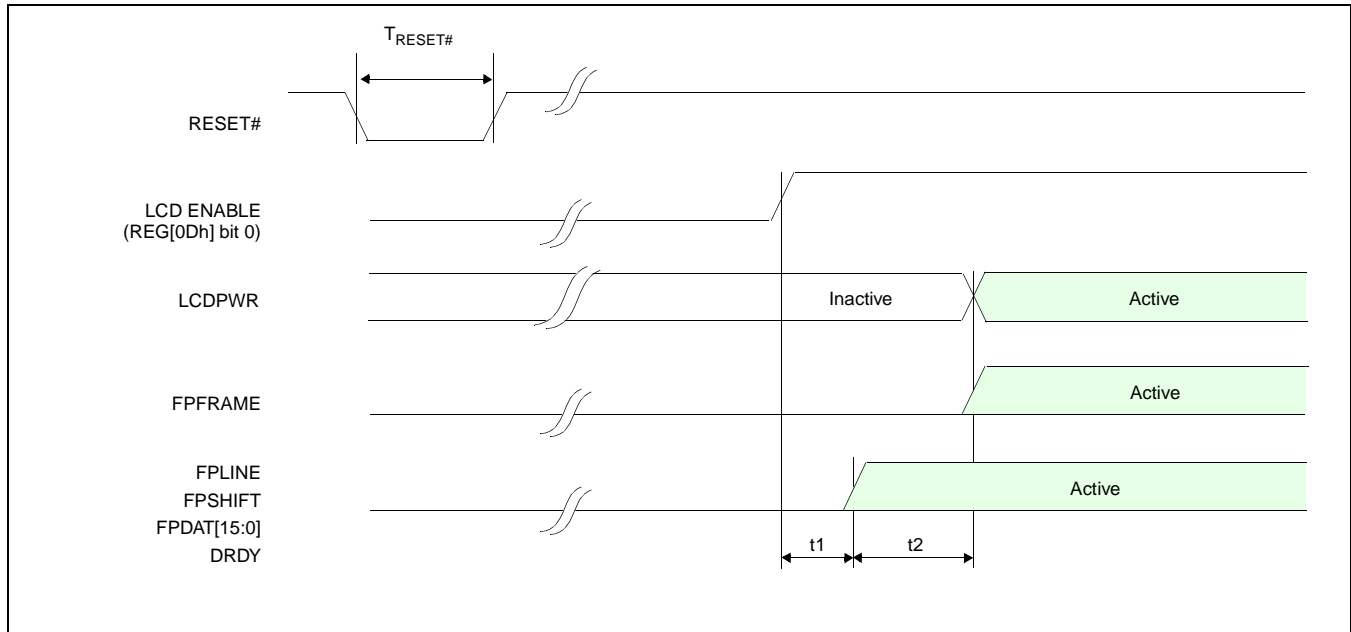 TRESET#
RESET#
LCD ENABLE
(REG[0Dh] bit 0)
LCDPWR
Inactive
Active
FPFRAME
Active
FPLINE
FPSHIFT
FPDAT[15:0]
DRDY
Active
t1
t2